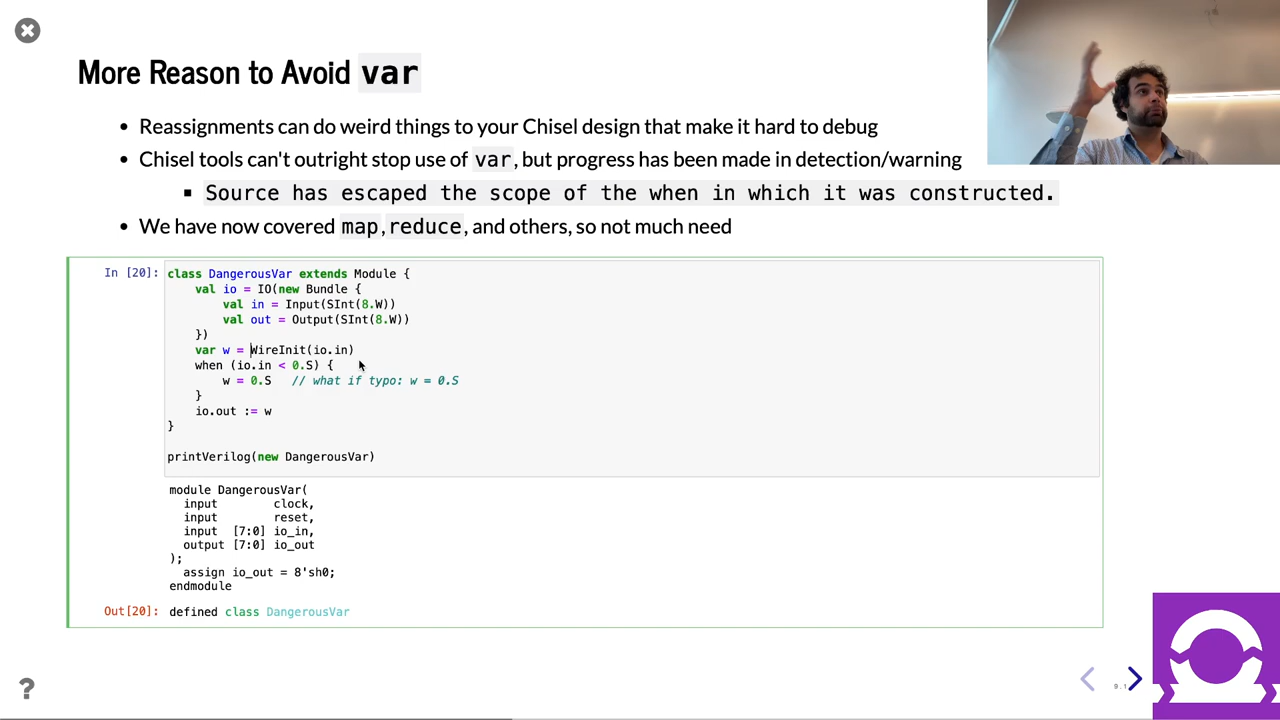 More Reason to Avoid var
• Reassignments can do weird things to your Chisel design that make it hard to debug
• Chisel tools can't outright stop use of var, but progress has been made in detection/warning
▪ Source has escaped the scope of the when in which it was constructed.
• We have now covered map,reduce, and others, so not much need
In [20]: class DangerousVar extends Module {
    val io = IO(new Bundle {
        val in = Input(SInt(8.W))
        val out = Output(SInt(8.W))
    })
    var w = WireInit(io.in)
    when (io.in < 0.S) {
        w = 0.S   // what if typo: w = 0.S
    }
    io.out := w
}
printVerilog(new DangerousVar)
module DangerousVar(
  input        clock,
  input        reset,
  input  [7:0] io_in,
  output [7:0] io_out
);
  assign io_out = 8'sh0;
endmodule
Out[20]: defined class DangerousVar
9.1
?